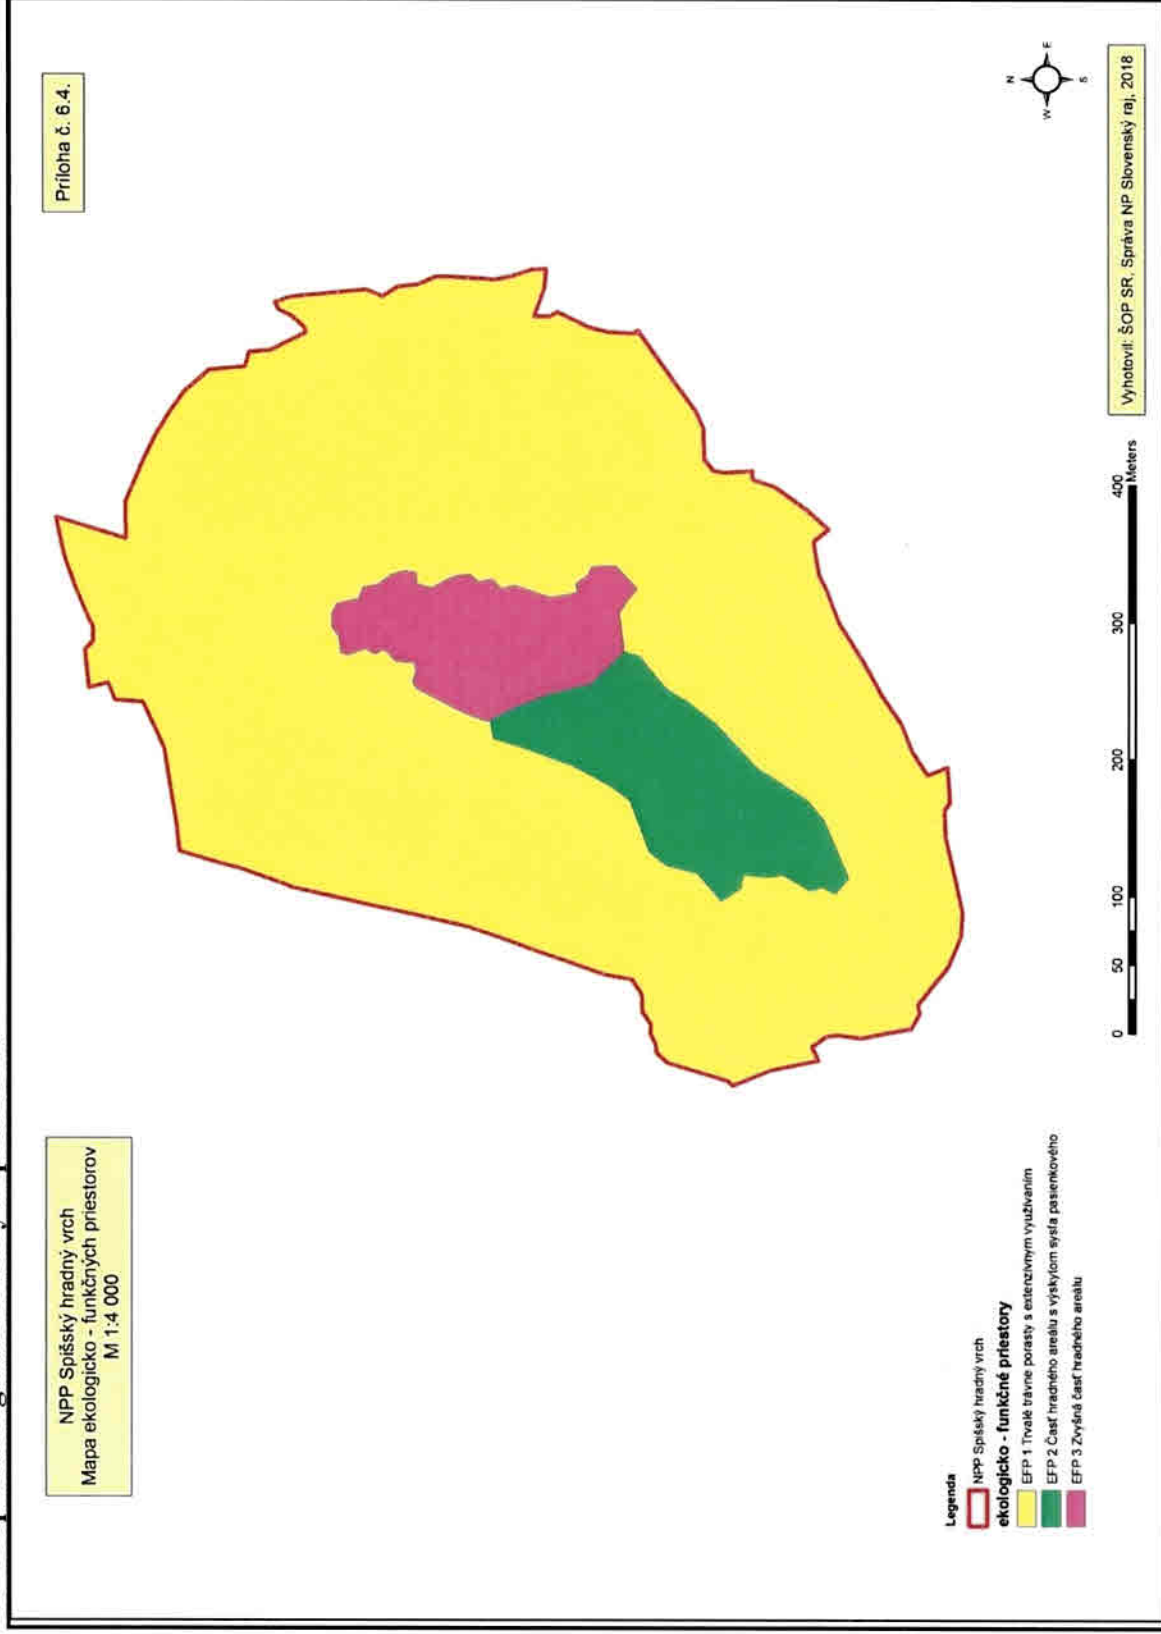 Príloha č. 6.4.
NPP Spišský hradný vrch
Mapa ekologicko - funkčných priestorov
M 1:4 000
N
W
E
S
Legenda
NPP Spišský hradný vrch
ekologicko - funkčné priestory
EFP 1 Trvalé trávne porasty s extenzívnym využívaním
EFP 2 Časť hradného areálu s výskytom sysľa pasienkového
EFP 3 Zvyšná časť hradného areálu
0 50 100 200 300 400
Meters
Vyhotovil: ŠOP SR, Správa NP Slovenský raj, 2018